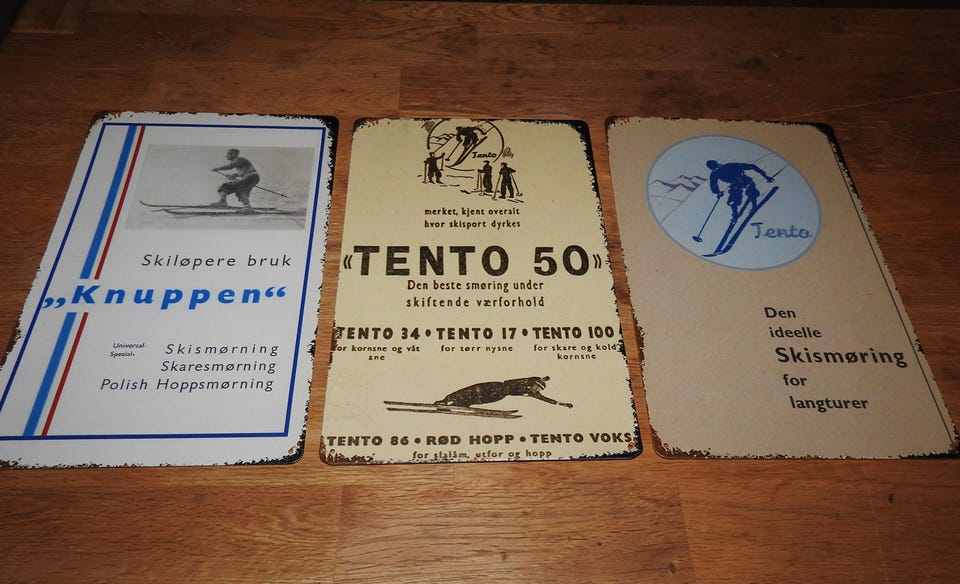 Skiløpere bruk
„Knuppen“
Universal-
Spezial-
Skismørning
Skaresmørning
Polish Hoppsmørning
Tento
merket, kjent overalt
hvor skisport dyrkes
«TENTO 50»
Den beste smøring under
skiftende værforhold
TENTO 34 • TENTO 17 • TENTO 100
for kornsne og våt
sne
for tørr nysne
for skare og kold
kornsne
TENTO 86 • RØD HOPP • TENTO VOKS
for slalåm, utfor og hopp
Tento
Den
ideelle
Skismøring
for
langturer